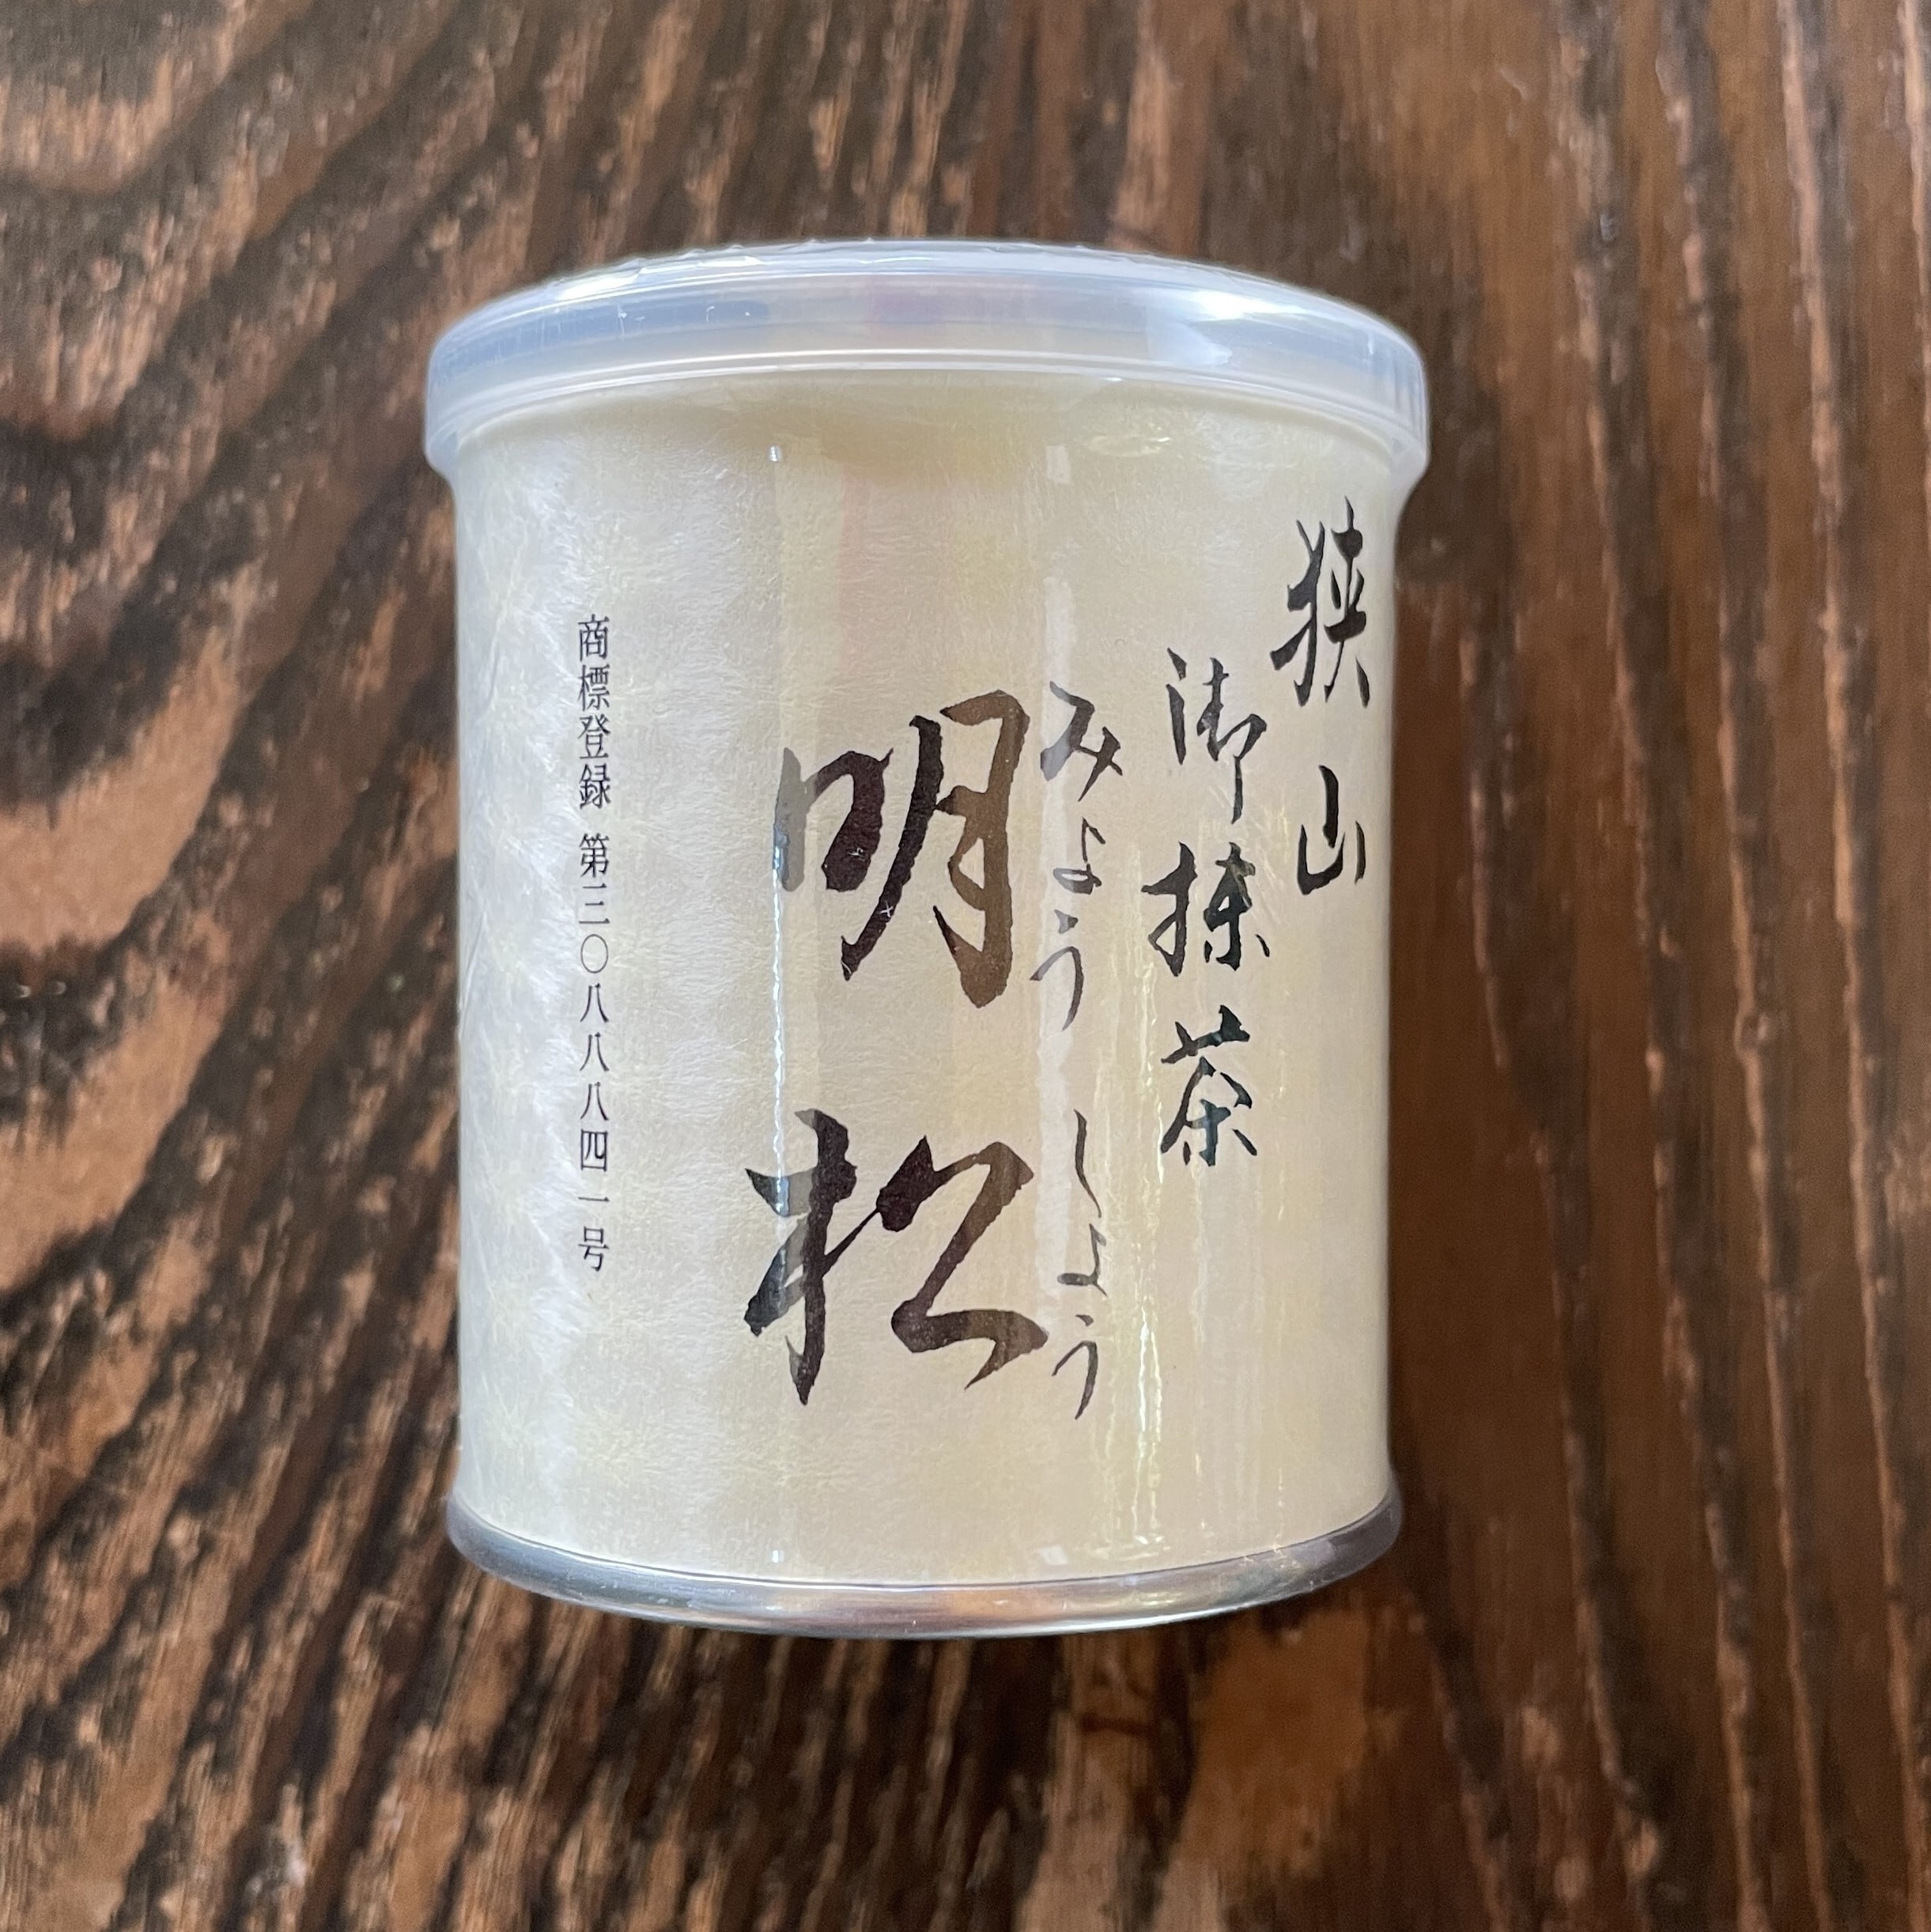 狭山
御抹茶
みょうしょう
明松
商標登録 第三〇八八八四一号